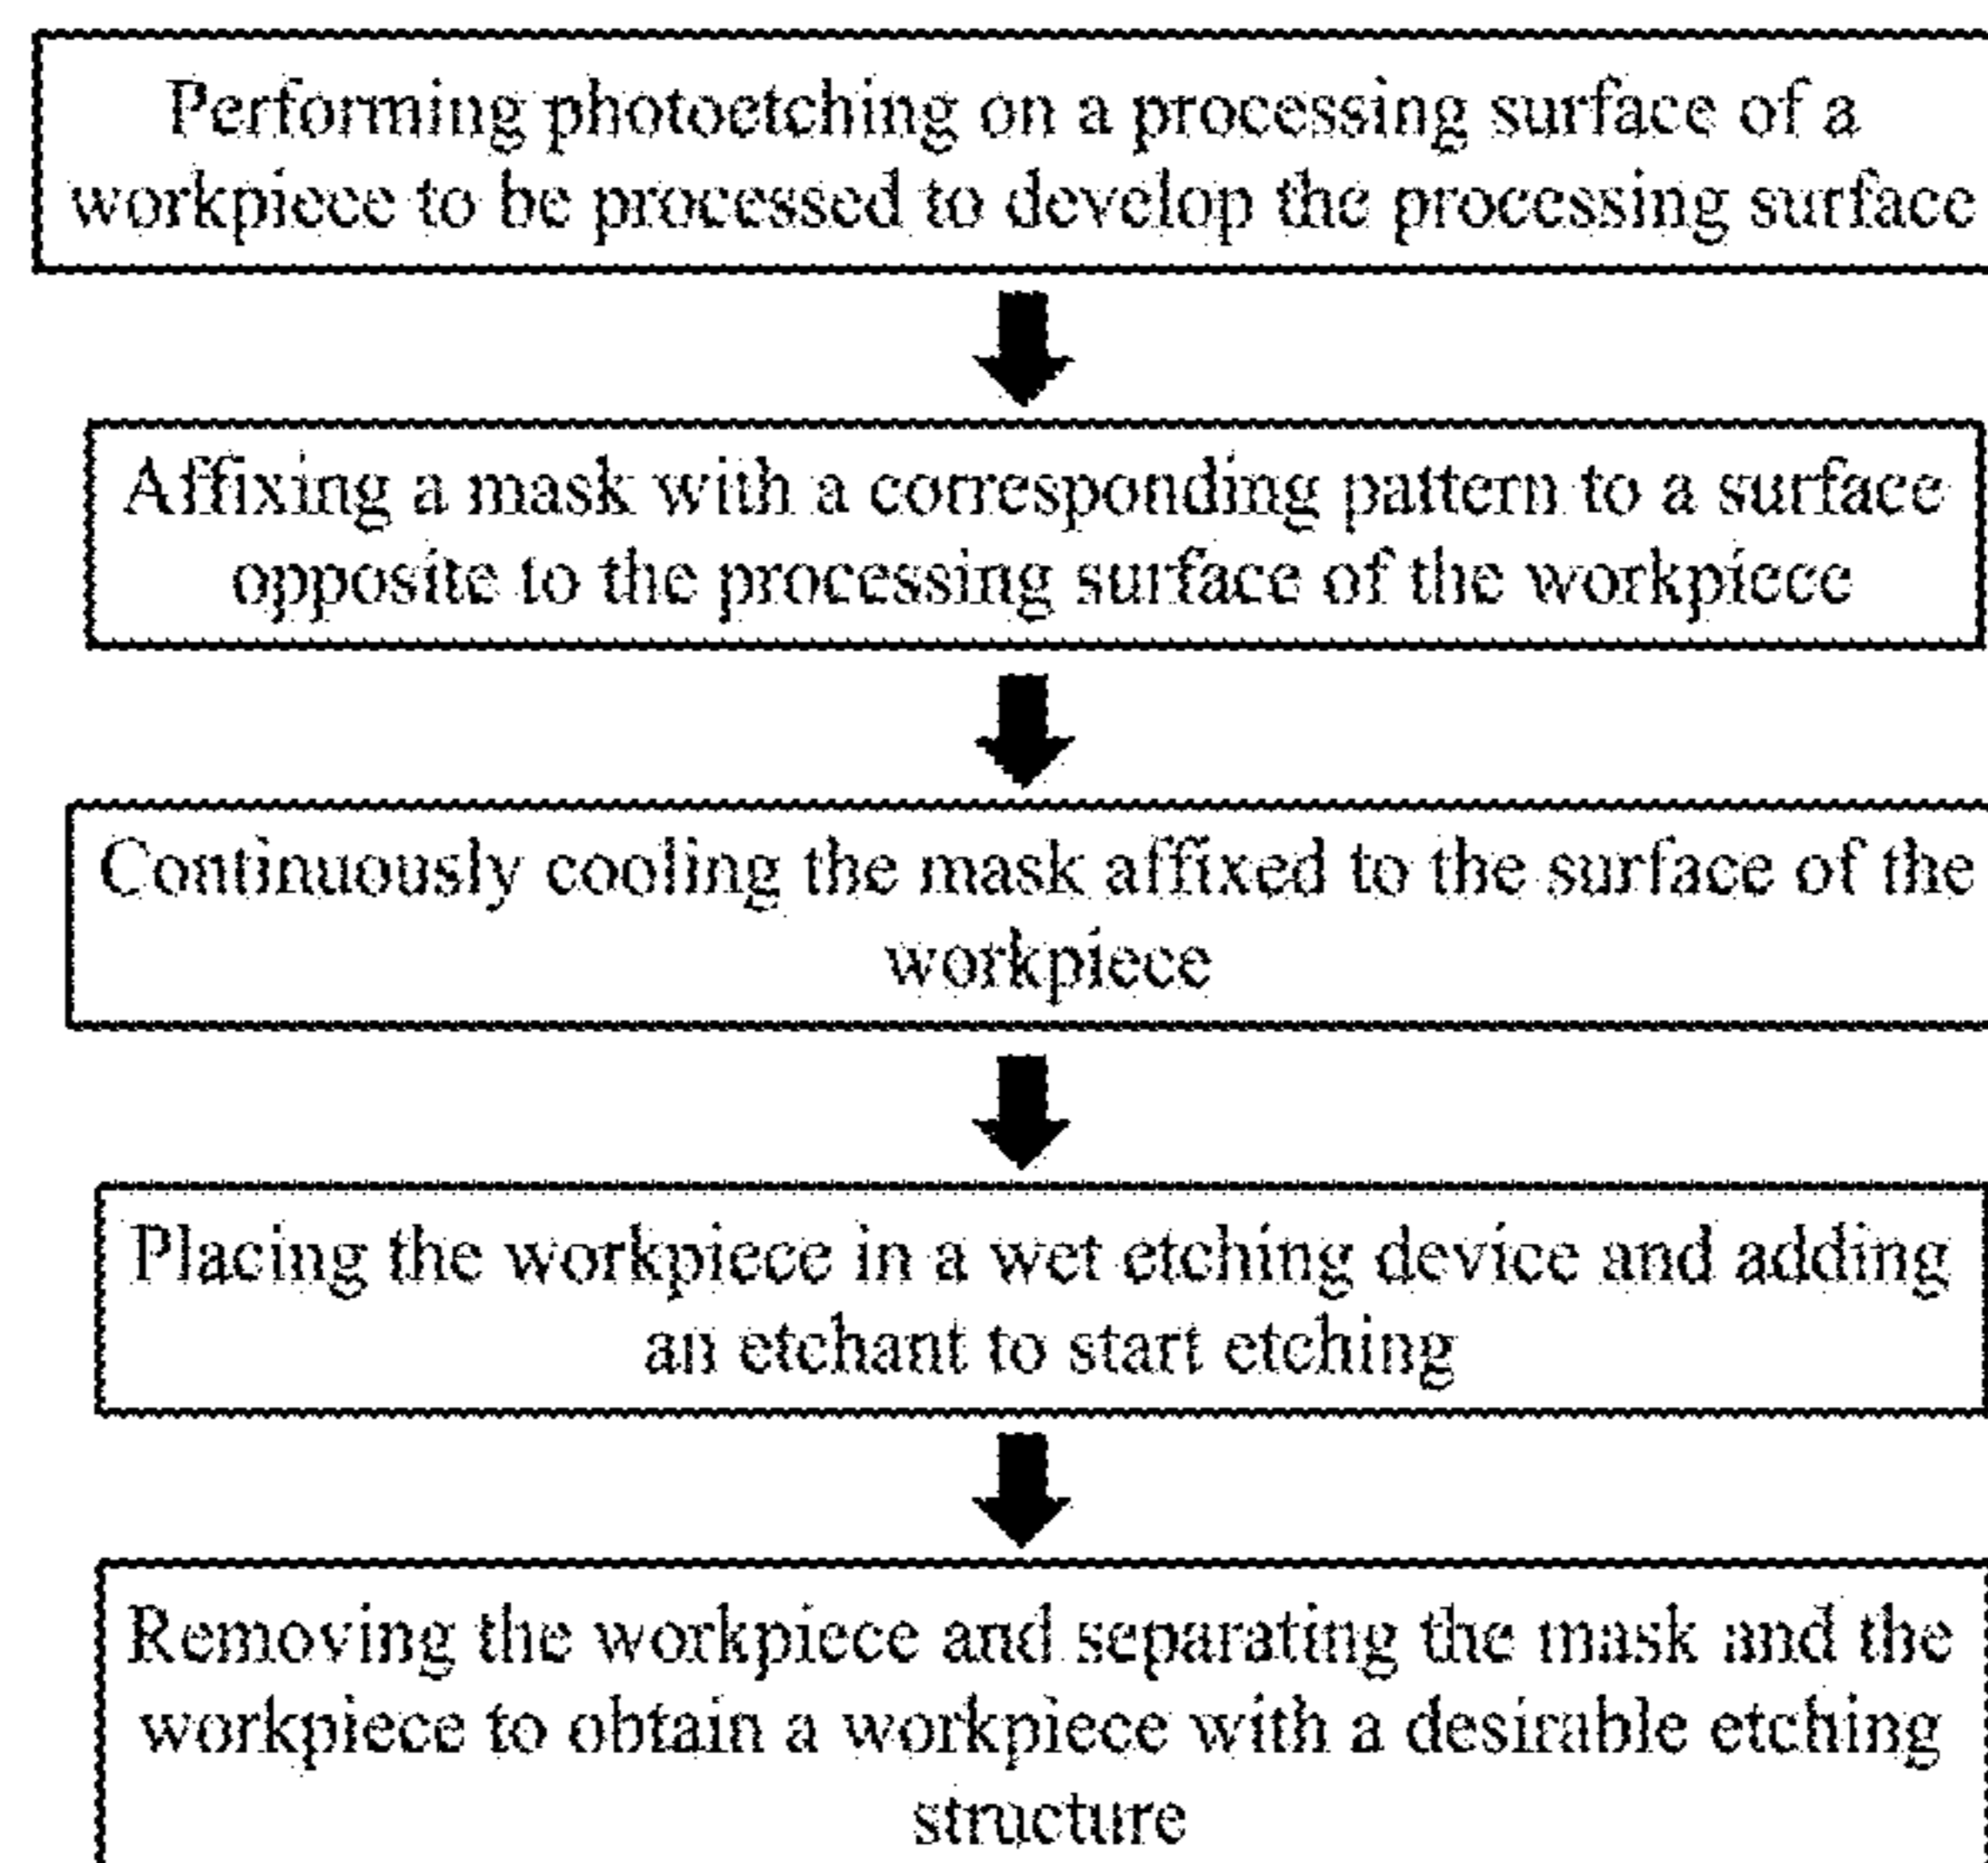 Performing photoetching on a processing surface of a
workpiece to be processed to develop the processing surface
Affixing a mask with a corresponding pattern to a surface
opposite to the processing surface of the workpiece
Continuously cooling the mask affixed to the surface of the
workpiece
Placing the workpiece in a wet etching device and adding
an etchant to start etching
Removing the workpiece and separating the mask and the
workpiece to obtain a workpiece with a desirable etching
structure